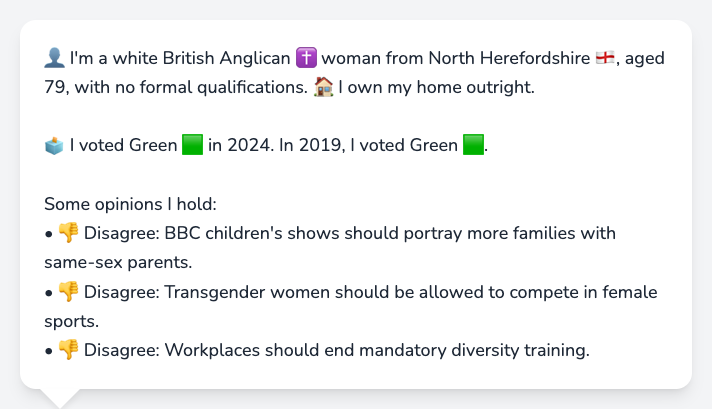 👤 I'm a white British Anglican ✝️ woman from North Herefordshire 🏴󠁧󠁢󠁥󠁮󠁧󠁿, aged
79, with no formal qualifications. 🏠 I own my home outright.
🗳️ I voted Green 🟩 in 2024. In 2019, I voted Green 🟩.
Some opinions I hold:
• 👎 Disagree: BBC children's shows should portray more families with
same-sex parents.
• 👎 Disagree: Transgender women should be allowed to compete in female
sports.
• 👎 Disagree: Workplaces should end mandatory diversity training.